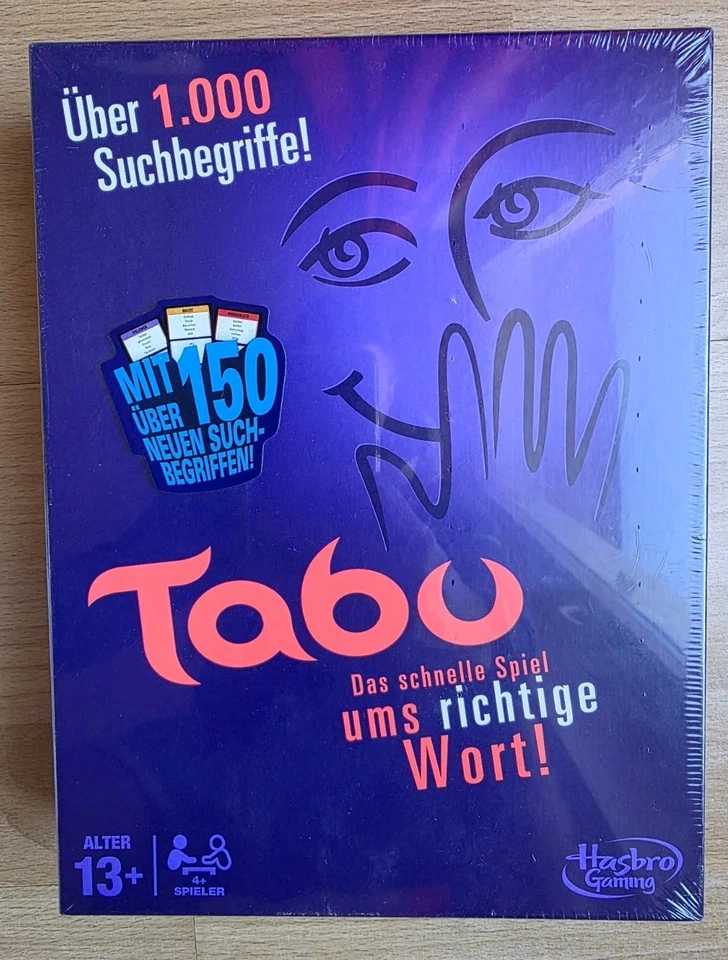 Über 1.000
Suchbegriffe!
MACHT
MIT
150
ÜBER
NEUEN SUCH-
BEGRIFFEN!
Tabu
Das schnelle Spiel
ums richtige
Wort!
ALTER
13+
4+
SPIELER
Hasbro
Gaming